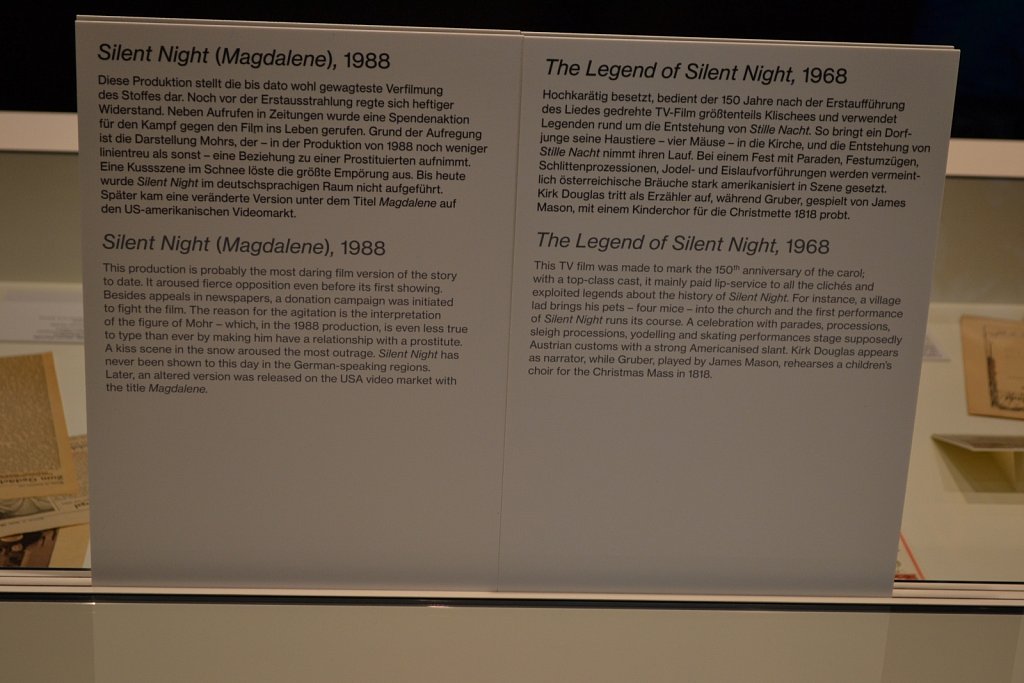 Silent Night (Magdalene), 1988
Diese Produktion stellt die bis dato wohl gewagteste Verfilmung
des Stoffes dar. Noch vor der Erstausstrahlung regte sich heftiger
Widerstand. Neben Aufrufen in Zeitungen wurde eine Spendenaktion
für den Kampf gegen den Film ins Leben gerufen. Grund der Aufregung
ist die Darstellung Mohrs, der – in der Produktion von 1988 noch weniger
linientreu als sonst – eine Beziehung zu einer Prostituierten aufnimmt.
Eine Kussszene im Schnee löste die größte Empörung aus. Bis heute
wurde Silent Night im deutschsprachigen Raum nicht aufgeführt.
Später kam eine veränderte Version unter dem Titel Magdalene auf
den US-amerikanischen Videomarkt.
Silent Night (Magdalene), 1988
This production is probably the most daring film version of the story
to date. It aroused fierce opposition even before its first showing.
Besides appeals in newspapers, a donation campaign was initiated
to fight the film. The reason for the agitation is the interpretation
of the figure of Mohr – which, in the 1988 production, is even less true
to type than ever by making him have a relationship with a prostitute.
A kiss scene in the snow aroused the most outrage. Silent Night has
never been shown to this day in the German-speaking regions.
Later, an altered version was released on the USA video market with
the title Magdalene.
The Legend of Silent Night, 1968
Hochkarätig besetzt, bedient der 150 Jahre nach der Erstaufführung
des Liedes gedrehte TV-Film größtenteils Klischees und verwendet
Legenden rund um die Entstehung von Stille Nacht. So bringt ein Dorf-
junge seine Haustiere – vier Mäuse – in die Kirche, und die Entstehung von
Stille Nacht nimmt ihren Lauf. Bei einem Fest mit Paraden, Festumzügen,
Schlittenprozessionen, Jodel- und Eislaufvorführungen werden vermeint-
lich österreichische Bräuche stark amerikanisiert in Szene gesetzt.
Kirk Douglas tritt als Erzähler auf, während Gruber, gespielt von James
Mason, mit einem Kinderchor für die Christmette 1818 probt.
The Legend of Silent Night, 1968
This TV film was made to mark the 150th anniversary of the carol;
with a top-class cast, it mainly paid lip-service to all the clichés and
exploited legends about the history of Silent Night. For instance, a village
lad brings his pets – four mice – into the church and the first performance
of Silent Night runs its course. A celebration with parades, processions,
sleigh processions, yodelling and skating performances stage supposedly
Austrian customs with a strong Americanised slant. Kirk Douglas appears
as narrator, while Gruber, played by James Mason, rehearses a children's
choir for the Christmas Mass in 1818.